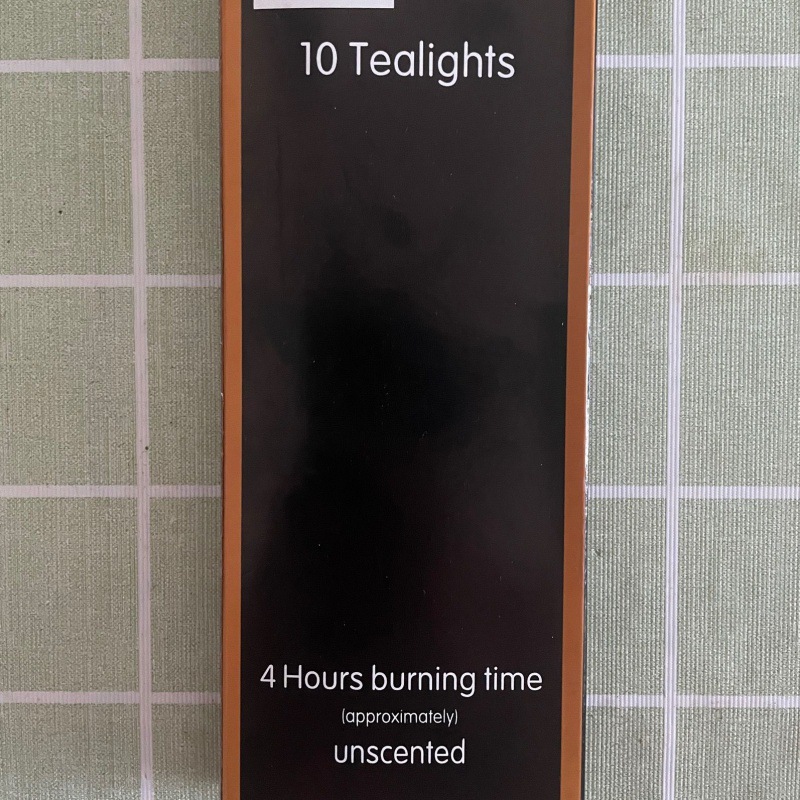 10 Tealights
4 Hours burning time
(approximately)
unscented